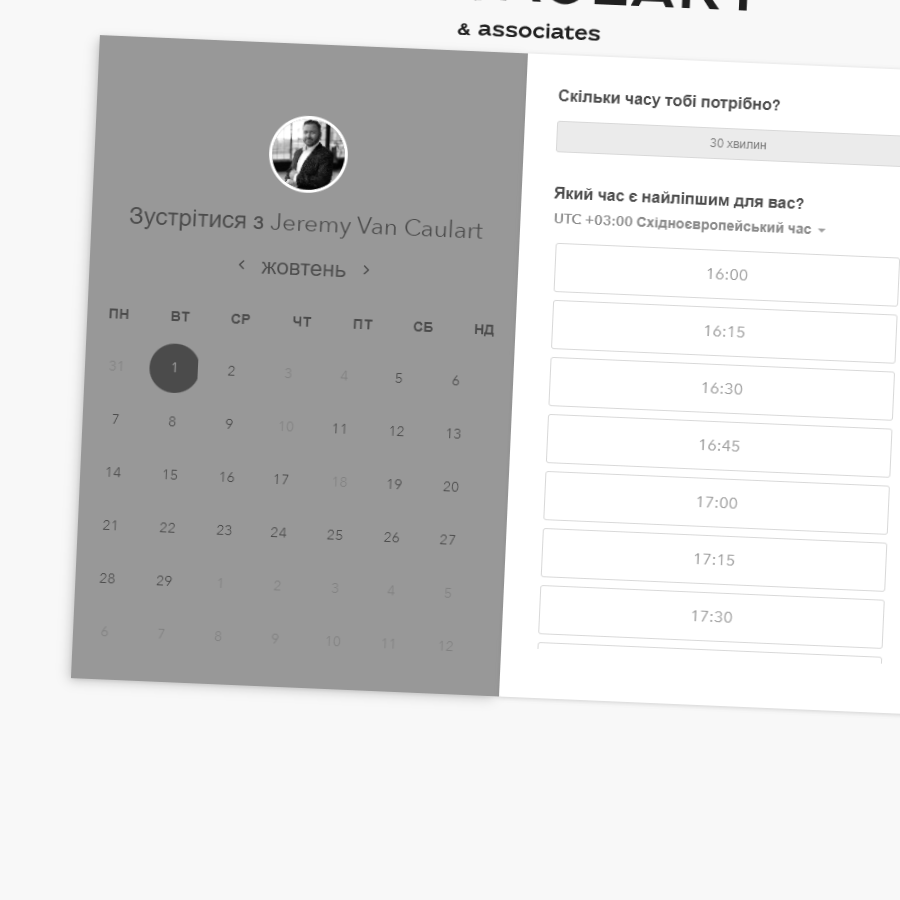 & associates
Зустрітися з Jeremy Van Caulart
жовтень
ПН ВТ СР ЧТ ПТ СБ НД
31 1 2 3 4 5 6
7 8 9 10 11 12 13
14 15 16 17 18 19 20
21 22 23 24 25 26 27
28 29 1 2 3 4 5
6 7 8 9 10 11 12
Скільки часу тобі потрібно?
30 хвилин
Який час є найліпшим для вас?
UTC +03:00 Східноєвропейський час
16:00
16:15
16:30
16:45
17:00
17:15
17:30